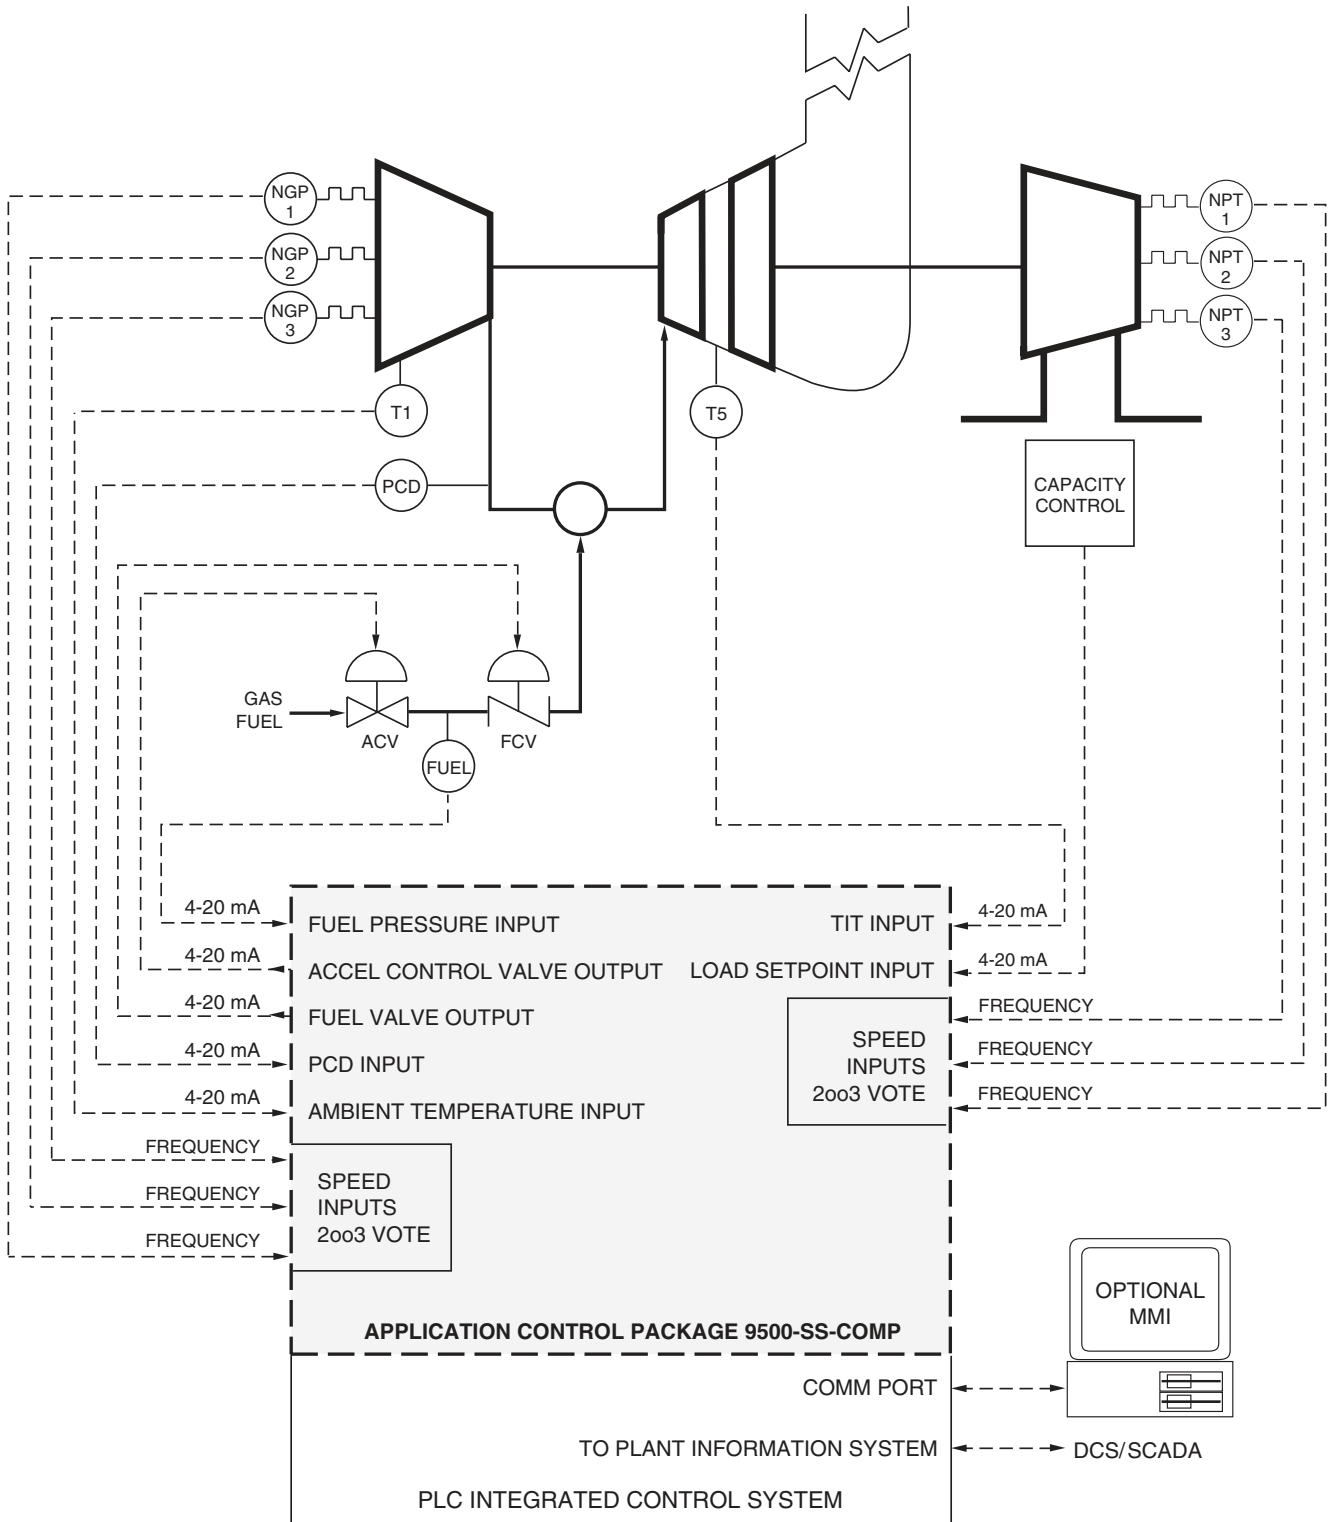 NGP
1
NGP
2
NGP
3
NPT
1
NPT
2
NPT
3
T1
T5
PCD
CAPACITY
CONTROL
GAS
FUEL
ACV
FCV
FUEL
4-20 mA
FUEL PRESSURE INPUT
4-20 mA
ACCEL CONTROL VALVE OUTPUT
4-20 mA
FUEL VALVE OUTPUT
4-20 mA
PCD INPUT
4-20 mA
AMBIENT TEMPERATURE INPUT
FREQUENCY
FREQUENCY
FREQUENCY
SPEED
INPUTS
2oo3 VOTE
TIT INPUT
4-20 mA
LOAD SETPOINT INPUT
4-20 mA
FREQUENCY
FREQUENCY
FREQUENCY
SPEED
INPUTS
2oo3 VOTE
APPLICATION CONTROL PACKAGE 9500-SS-COMP
OPTIONAL
MMI
COMM PORT
TO PLANT INFORMATION SYSTEM
DCS/SCADA
PLC INTEGRATED CONTROL SYSTEM